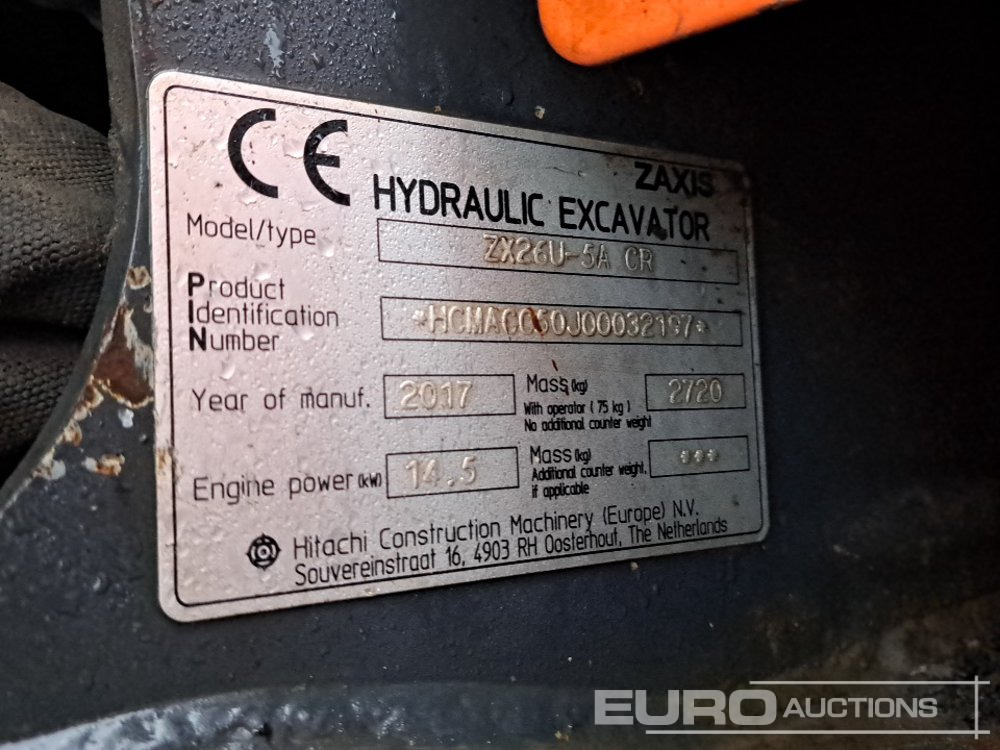 CE
ZAXIS
HYDRAULIC EXCAVATOR
Model/type ZX26U-5A CR
Product
Identification
Number
Year of manuf. 2017 Mass (kg) 2720
With operator ( 75 kg )
No additional counter weight
Engine power (kW) 14.5 Mass (kg) ***
Additional counter weight,
if applicable
Hitachi Construction Machinery (Europe) N.V.
Souvereinstraat 16, 4903 RH Oosterhout, The Netherlands
EURO AUCTIONS